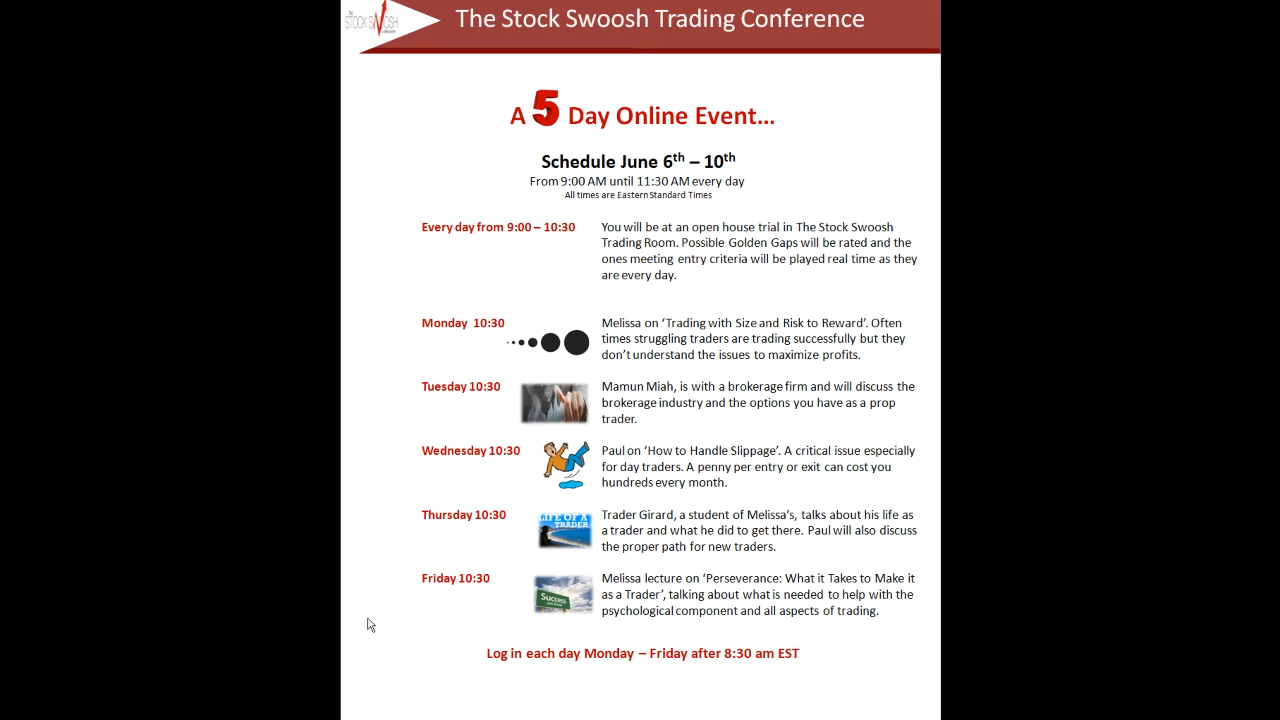 The STOCK SWOOSH
The Stock Swoosh Trading Conference
A 5 Day Online Event...
Schedule June 6th – 10th
From 9:00 AM until 11:30 AM every day
All times are Eastern Standard Times
Every day from 9:00 – 10:30
You will be at an open house trial in The Stock Swoosh
Trading Room. Possible Golden Gaps will be rated and the
ones meeting entry criteria will be played real time as they
are every day.
Monday 10:30
Melissa on ‘Trading with Size and Risk to Reward’. Often
times struggling traders are trading successfully but they
don’t understand the issues to maximize profits.
Tuesday 10:30
Mamun Miah, is with a brokerage firm and will discuss the
brokerage industry and the options you have as a prop
trader.
Wednesday 10:30
Paul on ‘How to Handle Slippage’. A critical issue especially
for day traders. A penny per entry or exit can cost you
hundreds every month.
Thursday 10:30
LIFE OF A
TRADER
Trader Girard, a student of Melissa’s, talks about his life as
a trader and what he did to get there. Paul will also discuss
the proper path for new traders.
Friday 10:30
Success
Melissa lecture on ‘Perseverance: What it Takes to Make it
as a Trader’, talking about what is needed to help with the
psychological component and all aspects of trading.
Log in each day Monday – Friday after 8:30 am EST